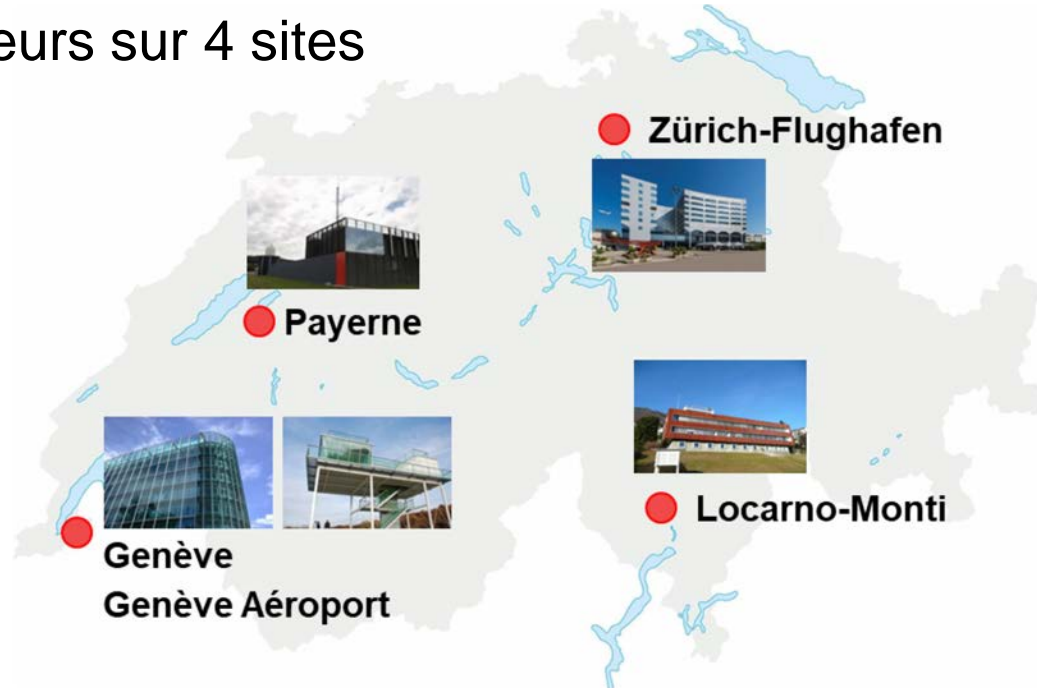 eurs sur 4 sites
Zürich-Flughafen
Payerne
Locarno-Monti
Genève
Genève Aéroport